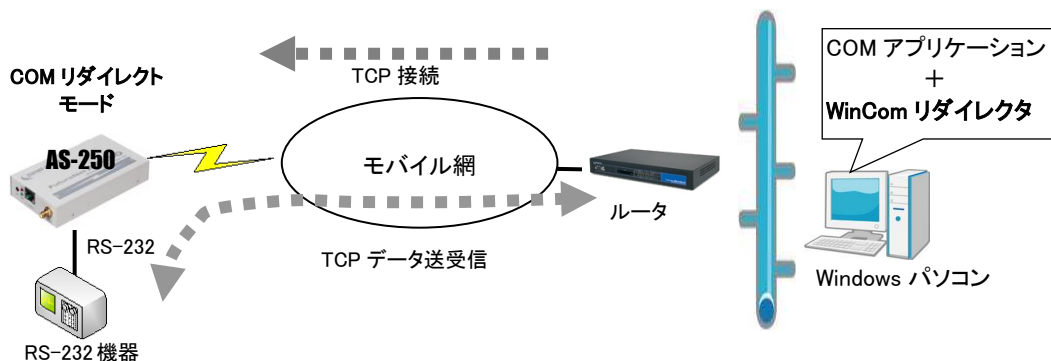 COM リダイレクト
モード
AS-250
RS-232
RS-232 機器
TCP 接続
モバイル網
TCP データ送受信
ルータ
COM アプリケーション
＋
WinCom リダイレクタ
Windows パソコン